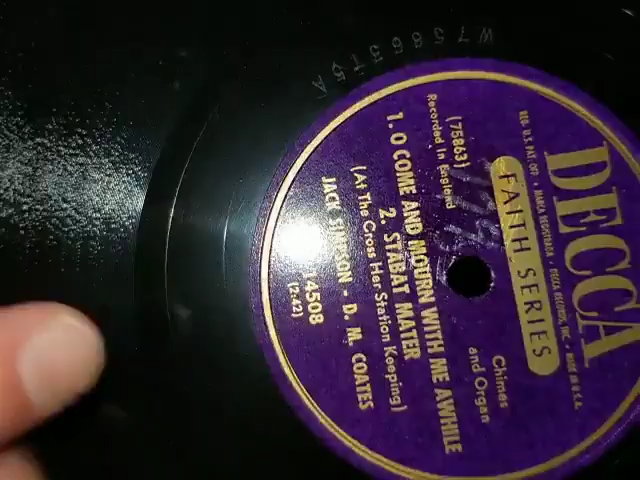 DECCA
REG. U.S. PAT. OFF. • MARCA REGISTRADA • DECCA RECORDS, INC. • MADE IN U.S.A.
FAITH SERIES
(75863)
Recorded In England
Chimes
and Organ
1. O COME AND MOURN WITH ME AWHILE
2. STABAT MATER
(At The Cross Her Station Keeping)
JACK SIMPSON - D. M. COATES
14508
(2:42)
W75863T5A